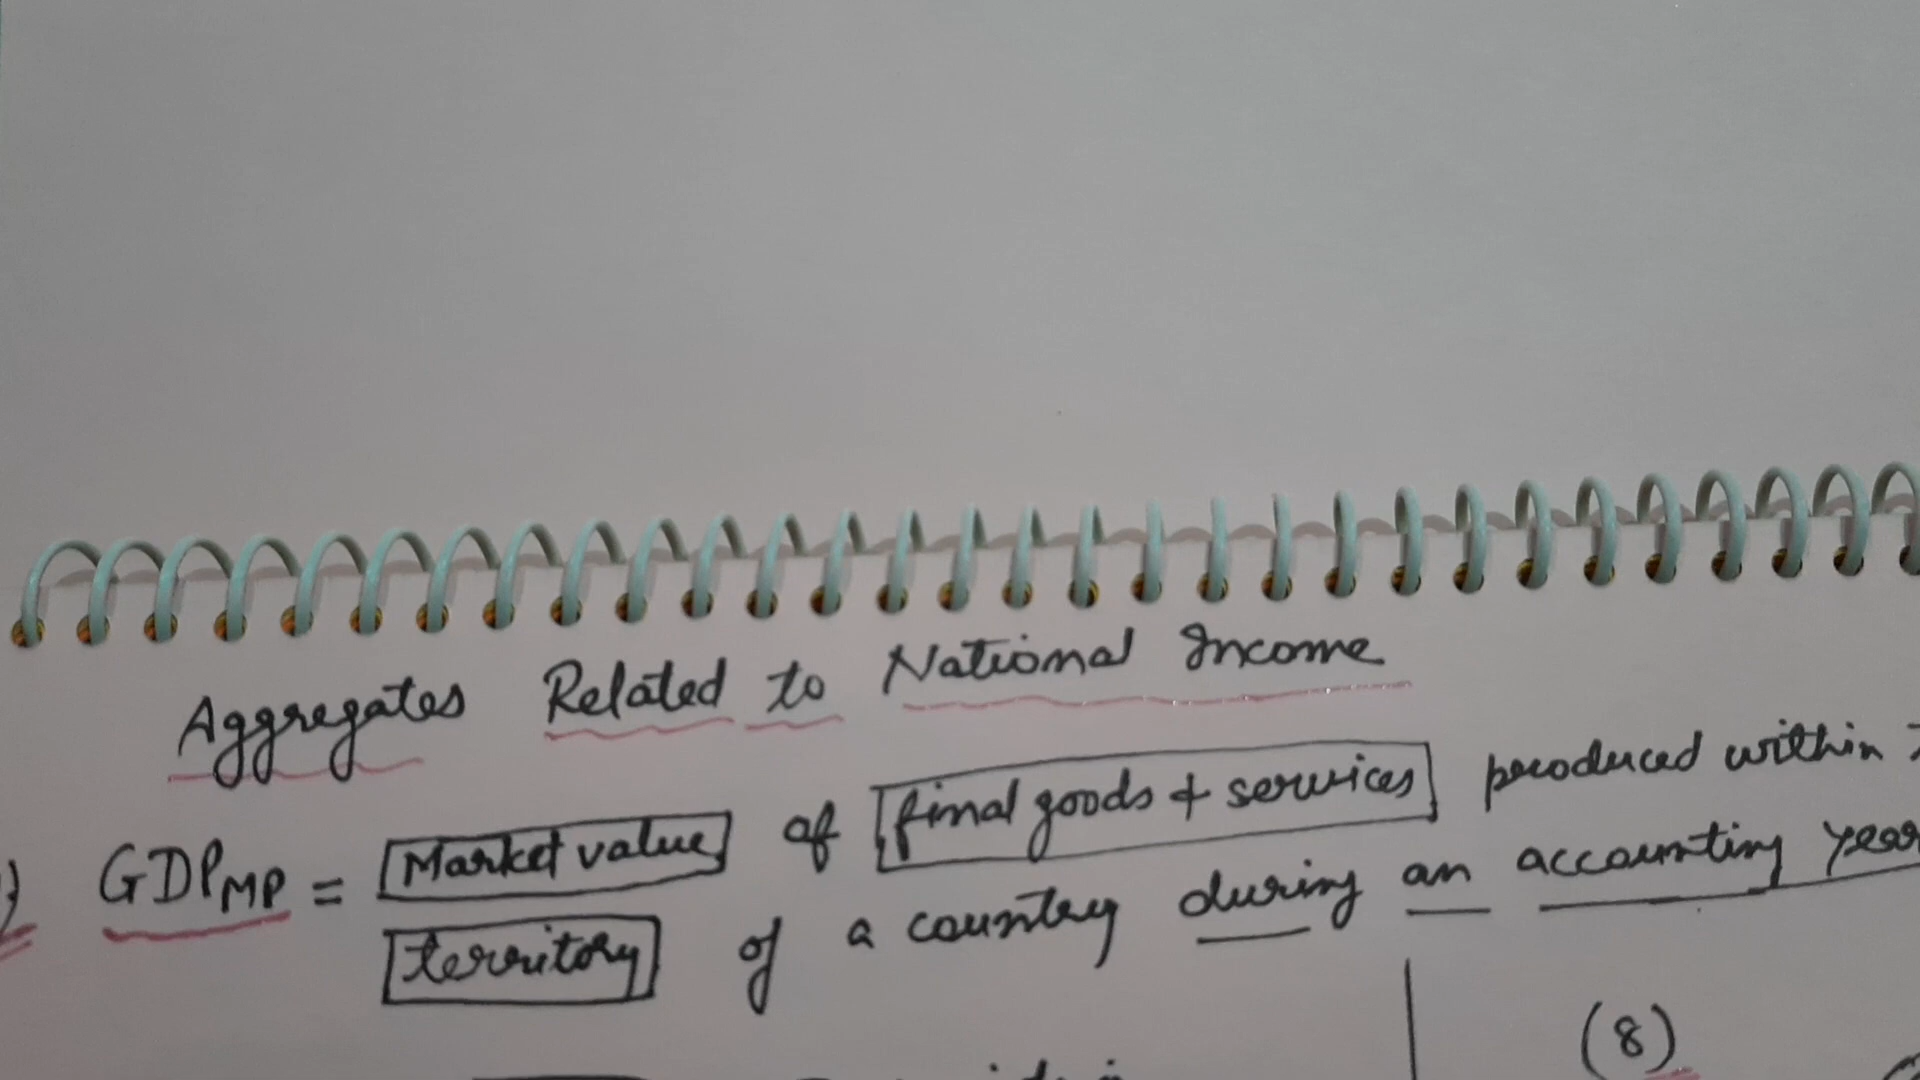 Aggregates Related to National Income
GDPMP = Market value of final goods & services produced within
territory of a country during an accounting year
(8)